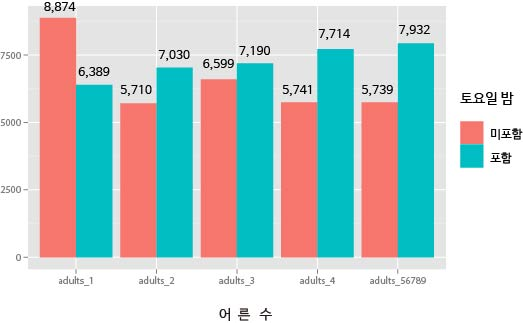 8,874
6,389
5,710
7,030
6,599
7,190
5,741
7,714
5,739
7,932
7500
5000
2500
0
adults_1
adults_2
adults_3
adults_4
adults_56789
어 른 수
토요일 밤
미포함
포함